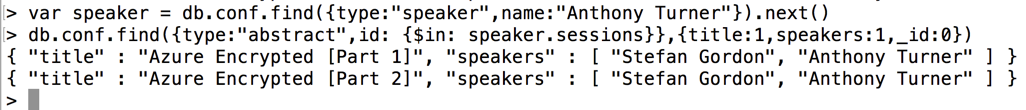 > var speaker = db.conf.find({type:"speaker",name:"Anthony Turner"}).next()
> db.conf.find({type:"abstract",id: {$in: speaker.sessions}},{title:1,speakers:1,_id:0})
{ "title" : "Azure Encrypted [Part 1]", "speakers" : [ "Stefan Gordon", "Anthony Turner" ] }
{ "title" : "Azure Encrypted [Part 2]", "speakers" : [ "Stefan Gordon", "Anthony Turner" ] }
>